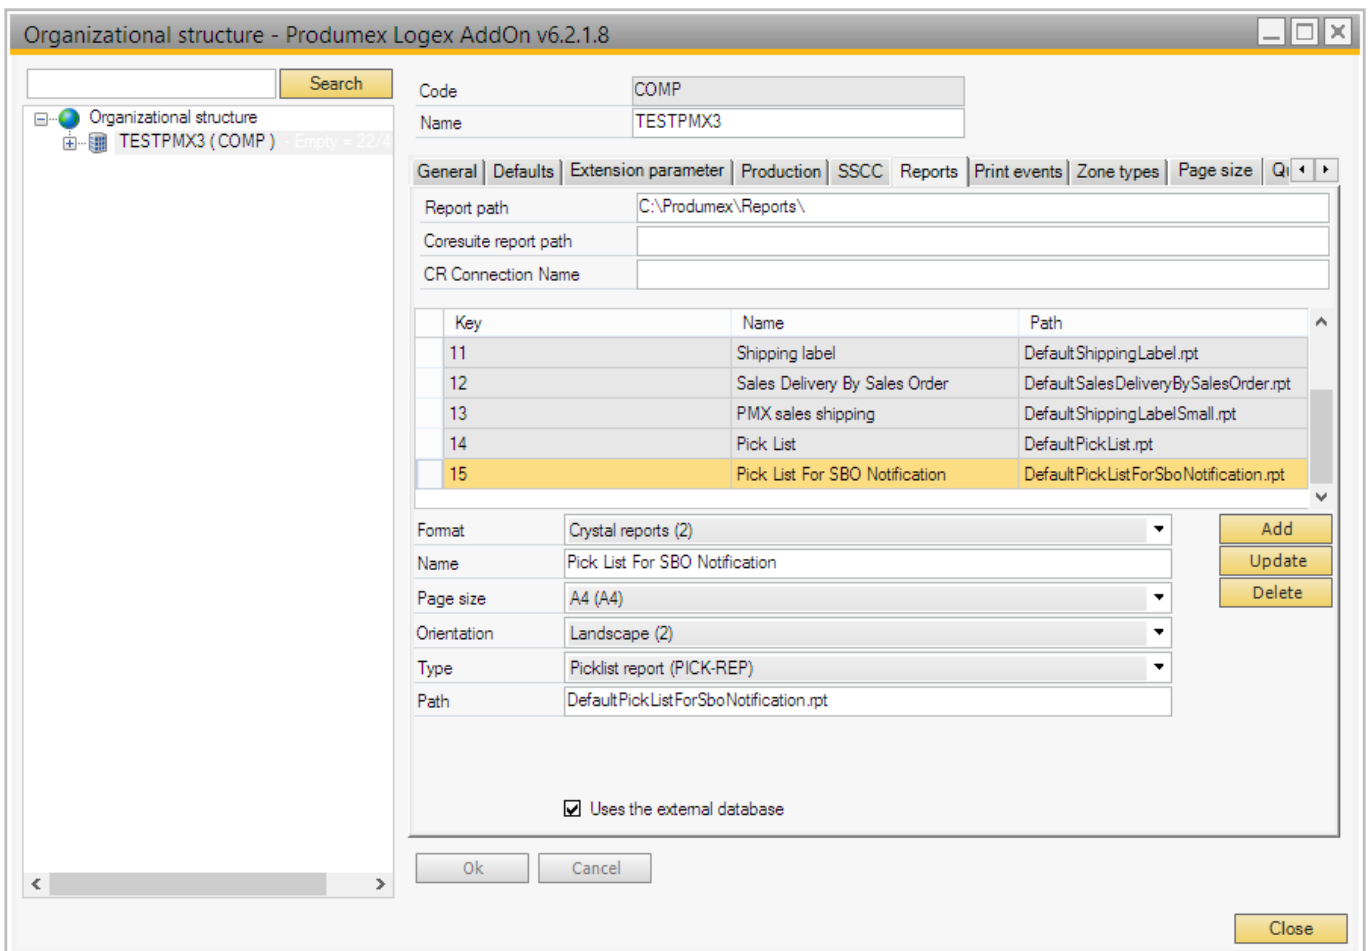 Organizational structure - Produmex Logex AddOn v6.2.1.8
Search
Organizational structure
TESTPMX3 ( COMP ) - Empty = 22/4
Code COMP
Name TESTPMX3
General Defaults Extension parameter Production SSCC Reports Print events Zone types Page size
Report path C:\Produmex\Reports\
Coresuite report path
CR Connection Name
Key Name Path
11 Shipping label DefaultShippingLabel.rpt
12 Sales Delivery By Sales Order DefaultSalesDeliveryBySalesOrder.rpt
13 PMX sales shipping DefaultShippingLabelSmall.rpt
14 Pick List DefaultPickList.rpt
15 Pick List For SBO Notification DefaultPickListForSboNotification.rpt
Format Crystal reports (2) Add
Name Pick List For SBO Notification Update
Page size A4 (A4) Delete
Orientation Landscape (2)
Type Picklist report (PICK-REP)
Path DefaultPickListForSboNotification.rpt
Uses the external database
Ok Cancel
Close